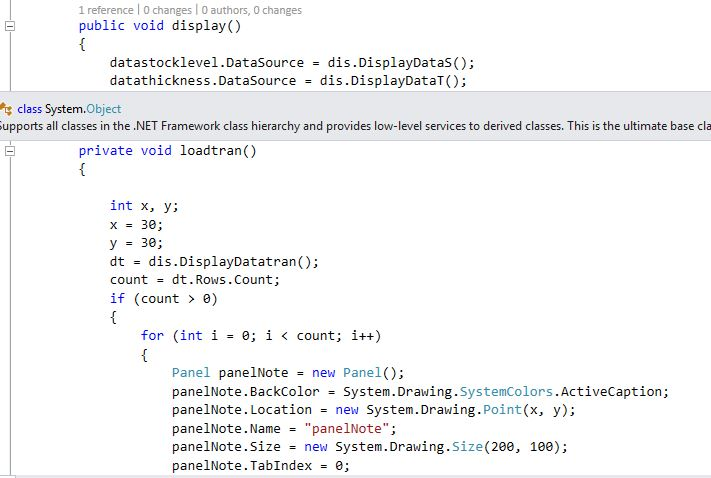 1 reference | 0 changes | 0 authors, 0 changes
public void display()
{
datastocklevel.DataSource = dis.DisplayDataS();
datathickness.DataSource = dis.DisplayDataT();
class System.Object
Supports all classes in the .NET Framework class hierarchy and provides low-level services to derived classes. This is the ultimate base cla
private void loadtran()
{
int x, y;
x = 30;
y = 30;
dt = dis.DisplayDatatran();
count = dt.Rows.Count;
if (count > 0)
{
for (int i = 0; i < count; i++)
{
Panel panelNote = new Panel();
panelNote.BackColor = System.Drawing.SystemColors.ActiveCaption;
panelNote.Location = new System.Drawing.Point(x, y);
panelNote.Name = "panelNote";
panelNote.Size = new System.Drawing.Size(200, 100);
panelNote.TabIndex = 0;